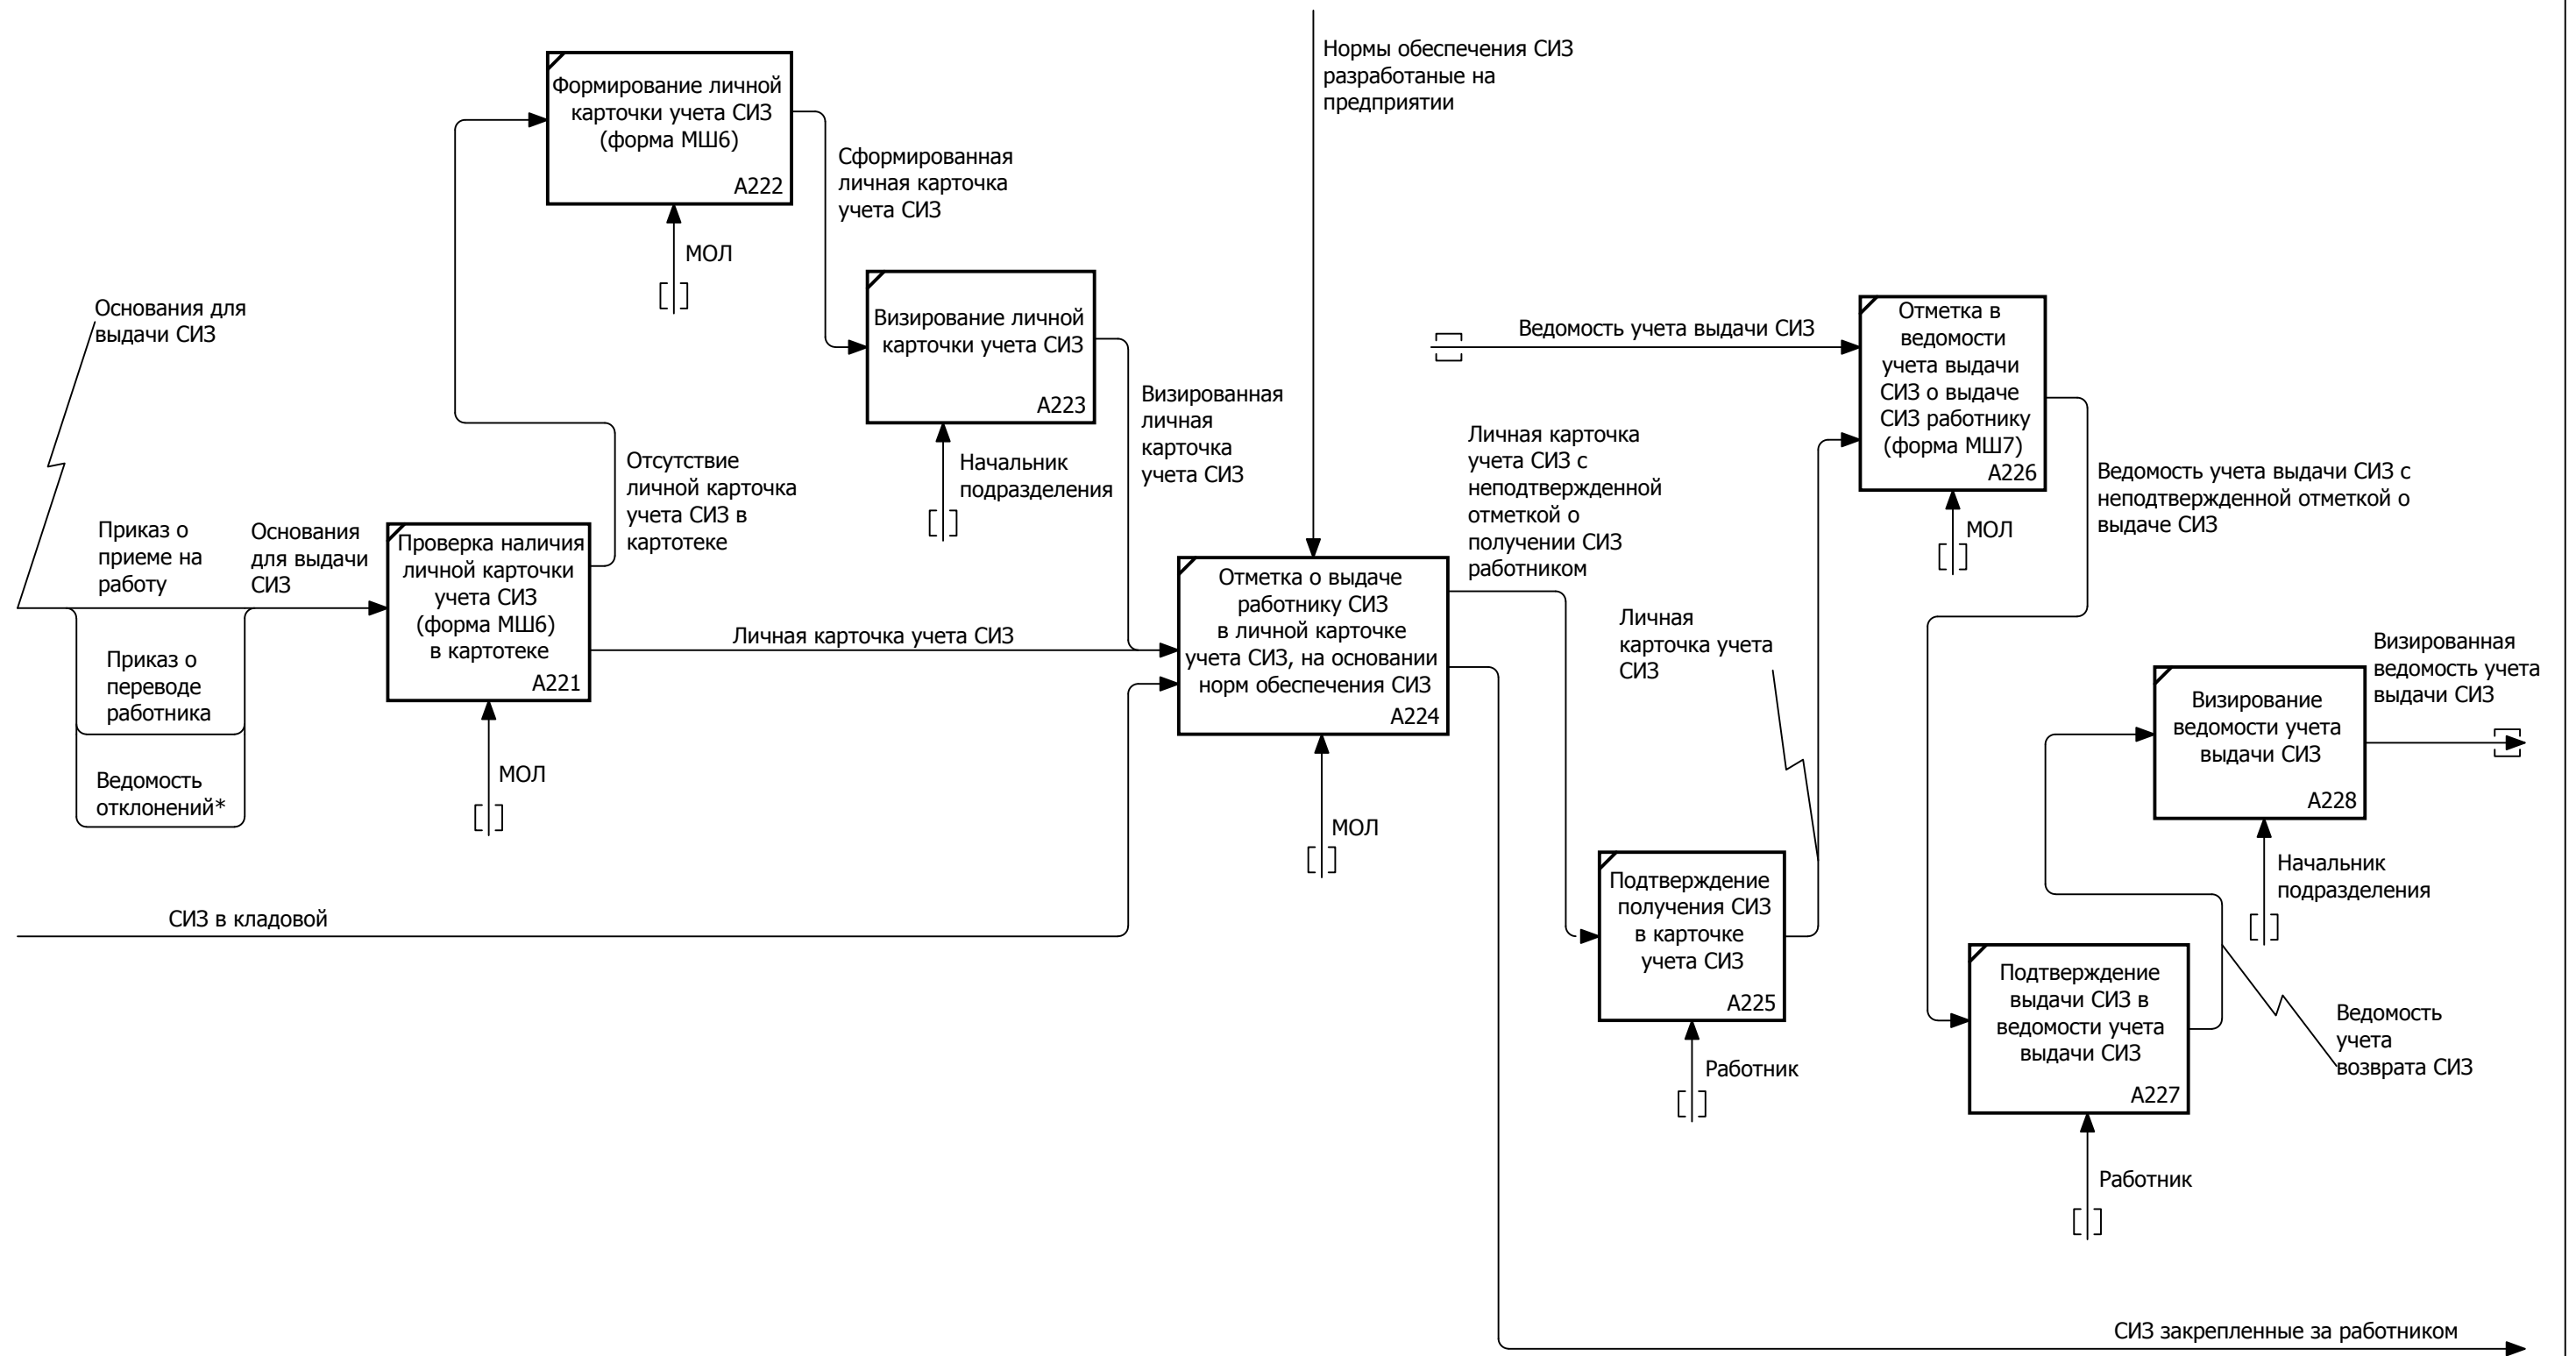 Нормы обеспечения СИЗ
разработаные на
предприятии
Формирование личной
карточки учета СИЗ
(форма МШ6)
А222
Сформированная
личная карточка
учета СИЗ
МОЛ
Основания для
выдачи СИЗ
Визирование личной
карточки учета СИЗ
А223
Начальник
подразделения
Визированная
личная
карточка
учета СИЗ
Отсутствие
личной карточка
учета СИЗ в
картотеке
Приказ о
приеме на
работу
Основания
для выдачи
СИЗ
Приказ о
переводе
работника
Ведомость
отклонений*
Проверка наличия
личной карточки
учета СИЗ
(форма МШ6)
в картотеке
А221
МОЛ
Личная карточка учета СИЗ
СИЗ в кладовой
Отметка о выдаче
работнику СИЗ
в личной карточке
учета СИЗ, на основании
норм обеспечения СИЗ
А224
МОЛ
Личная карточка
учета СИЗ с
неподтвержденной
отметкой о
получении СИЗ
работником
Ведомость учета выдачи СИЗ
Отметка в
ведомости
учета выдачи
СИЗ о выдаче
СИЗ работнику
(форма МШ7)
А226
МОЛ
Ведомость учета выдачи СИЗ с
неподтвержденной отметкой о
выдаче СИЗ
Личная
карточка учета
СИЗ
Подтверждение
получения СИЗ
в карточке
учета СИЗ
А225
Работник
Визирование
ведомости учета
выдачи СИЗ
А228
Визированная
ведомость учета
выдачи СИЗ
Начальник
подразделения
Подтверждение
выдачи СИЗ в
ведомости учета
выдачи СИЗ
А227
Работник
Ведомость
учета
возврата СИЗ
СИЗ закрепленные за работником